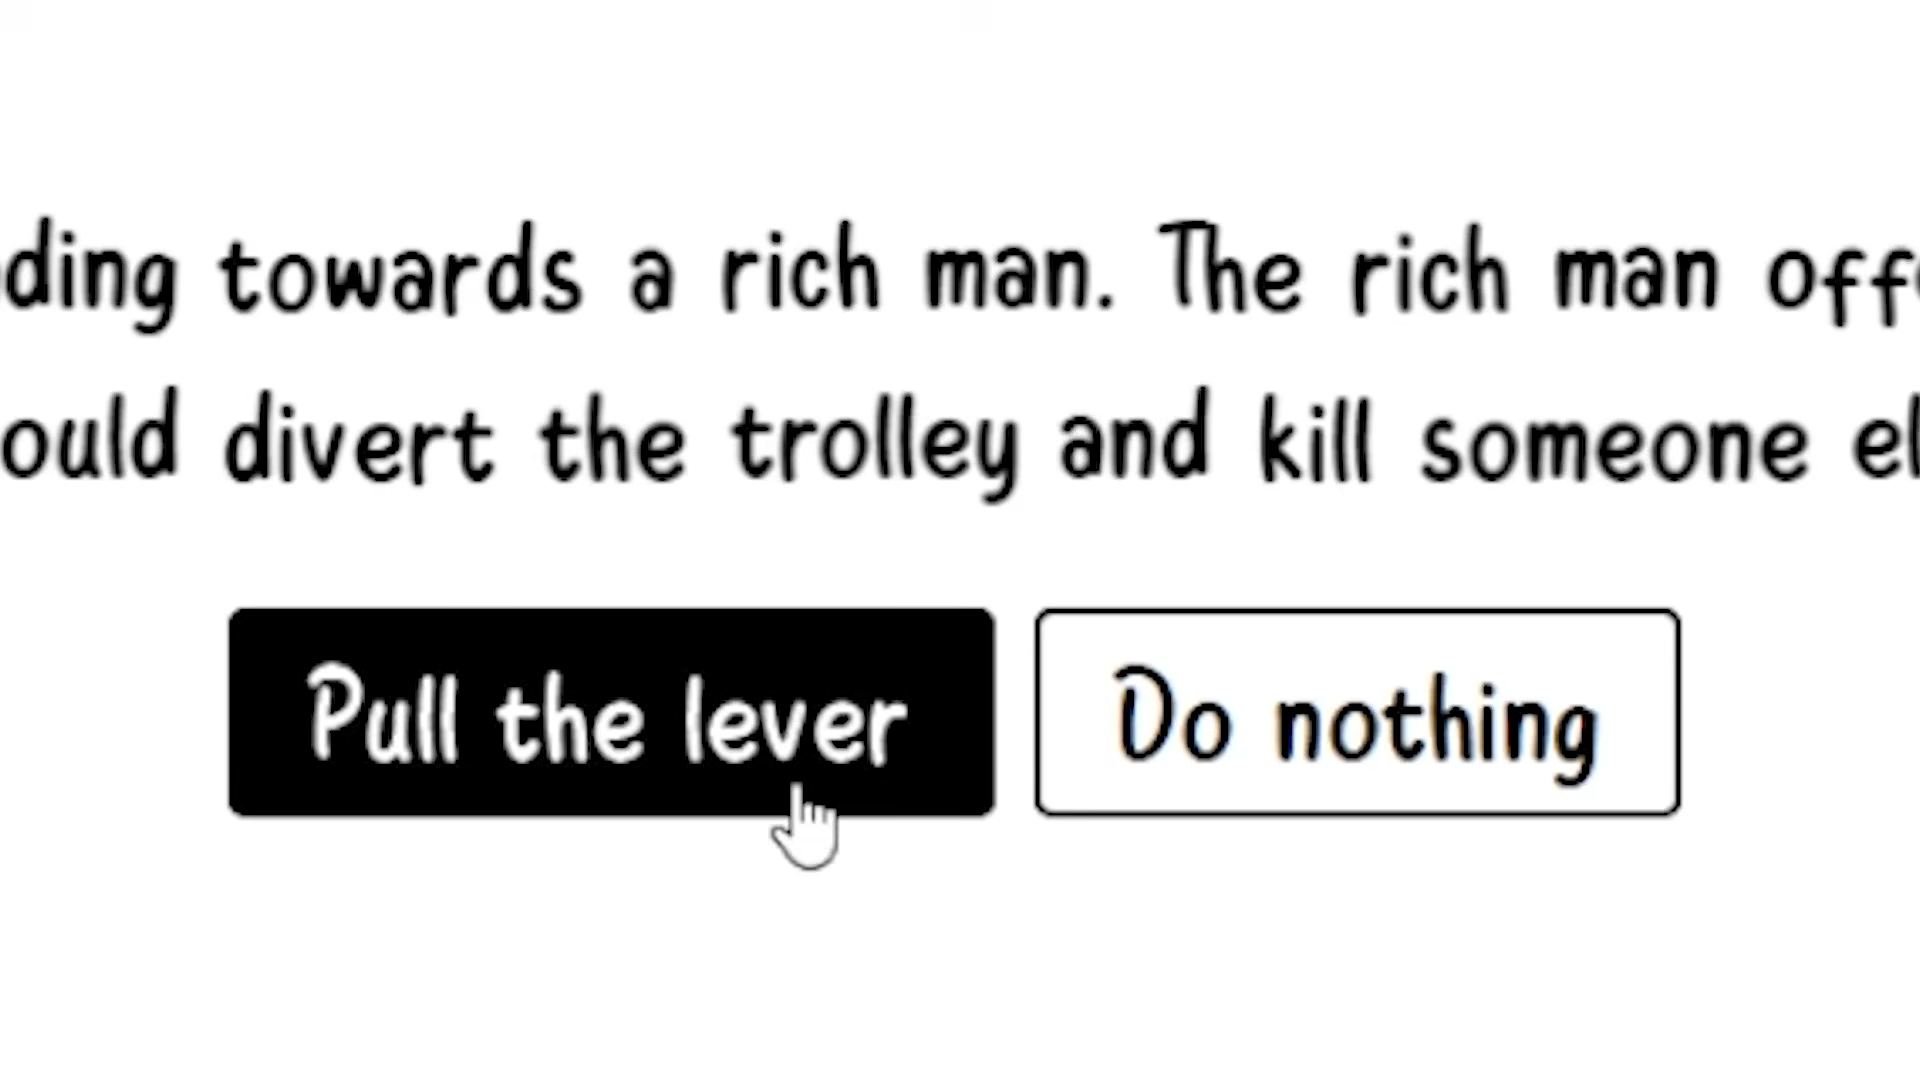 ding towards a rich man. The rich man off
ould divert the trolley and kill someone el
Pull the lever
Do nothing